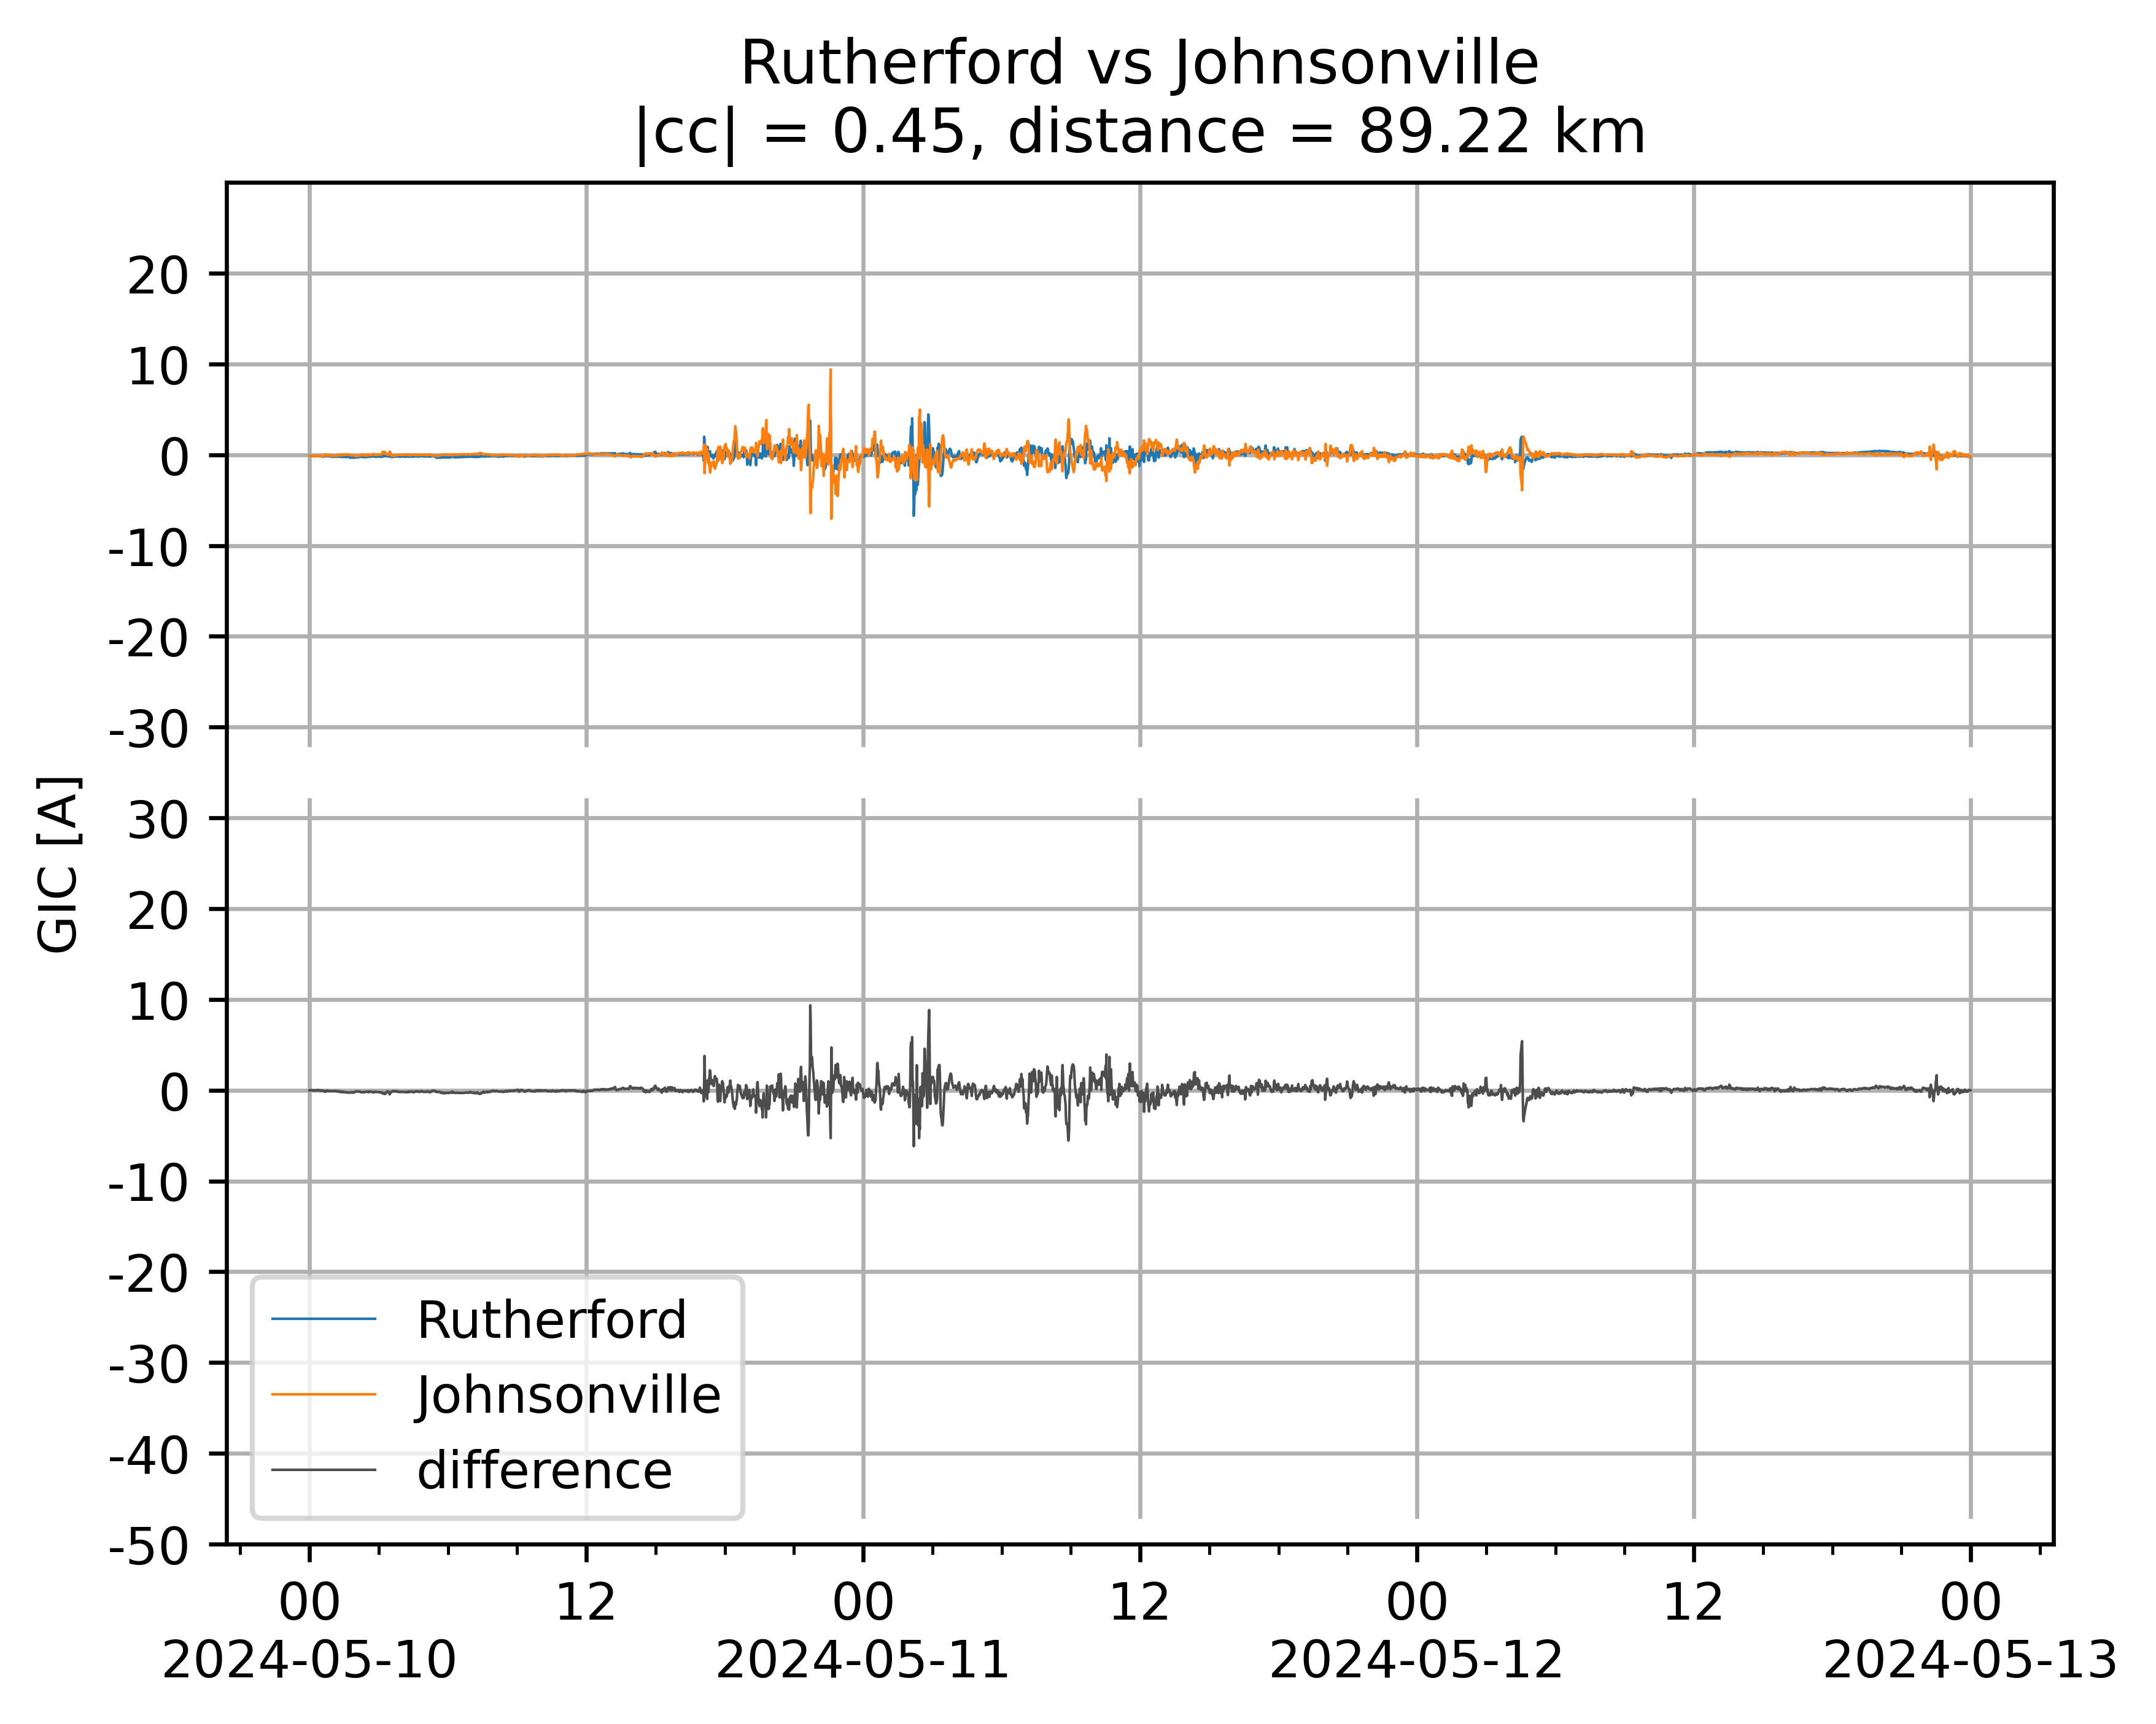 Rutherford vs Johnsonville
|cc| = 0.45, distance = 89.22 km
GIC [A]
20
10
0
-10
-20
-30
30
20
10
0
-10
-20
-30
-40
-50
Rutherford
Johnsonville
difference
00 12 00 12 00 12 00
2024-05-10 2024-05-11 2024-05-12 2024-05-13